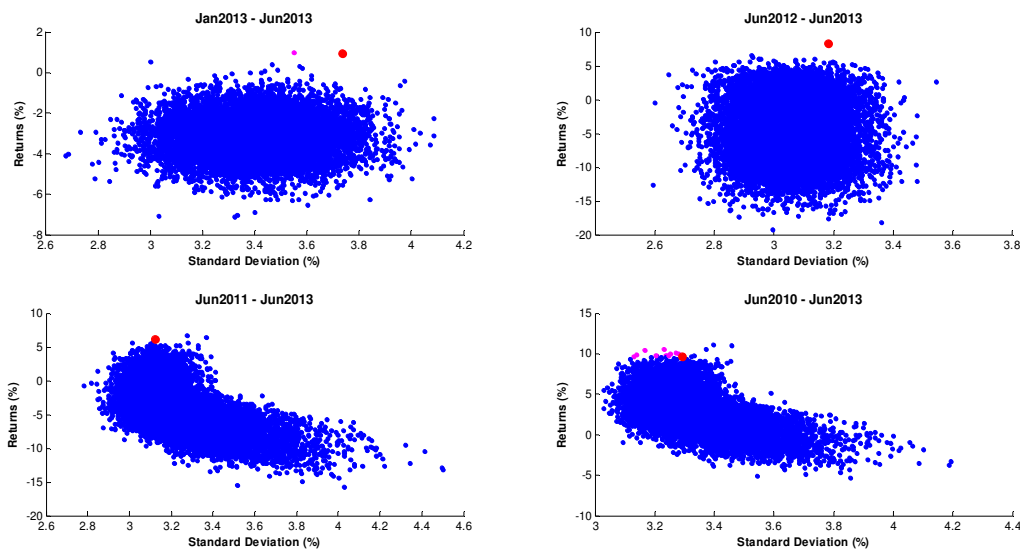 Jan2013 - Jun2013
2
0
-2
-4
-6
-8
Returns (%)
2.6 2.8 3 3.2 3.4 3.6 3.8 4 4.2
Standard Deviation (%)
Jun2012 - Jun2013
10
5
0
-5
-10
-15
-20
Returns (%)
2.4 2.6 2.8 3 3.2 3.4 3.6 3.8
Standard Deviation (%)
Jun2011 - Jun2013
10
5
0
-5
-10
-15
-20
Returns (%)
2.6 2.8 3 3.2 3.4 3.6 3.8 4 4.2 4.4 4.6
Standard Deviation (%)
Jun2010 - Jun2013
15
10
5
0
-5
-10
Returns (%)
3 3.2 3.4 3.6 3.8 4 4.2 4.4
Standard Deviation (%)